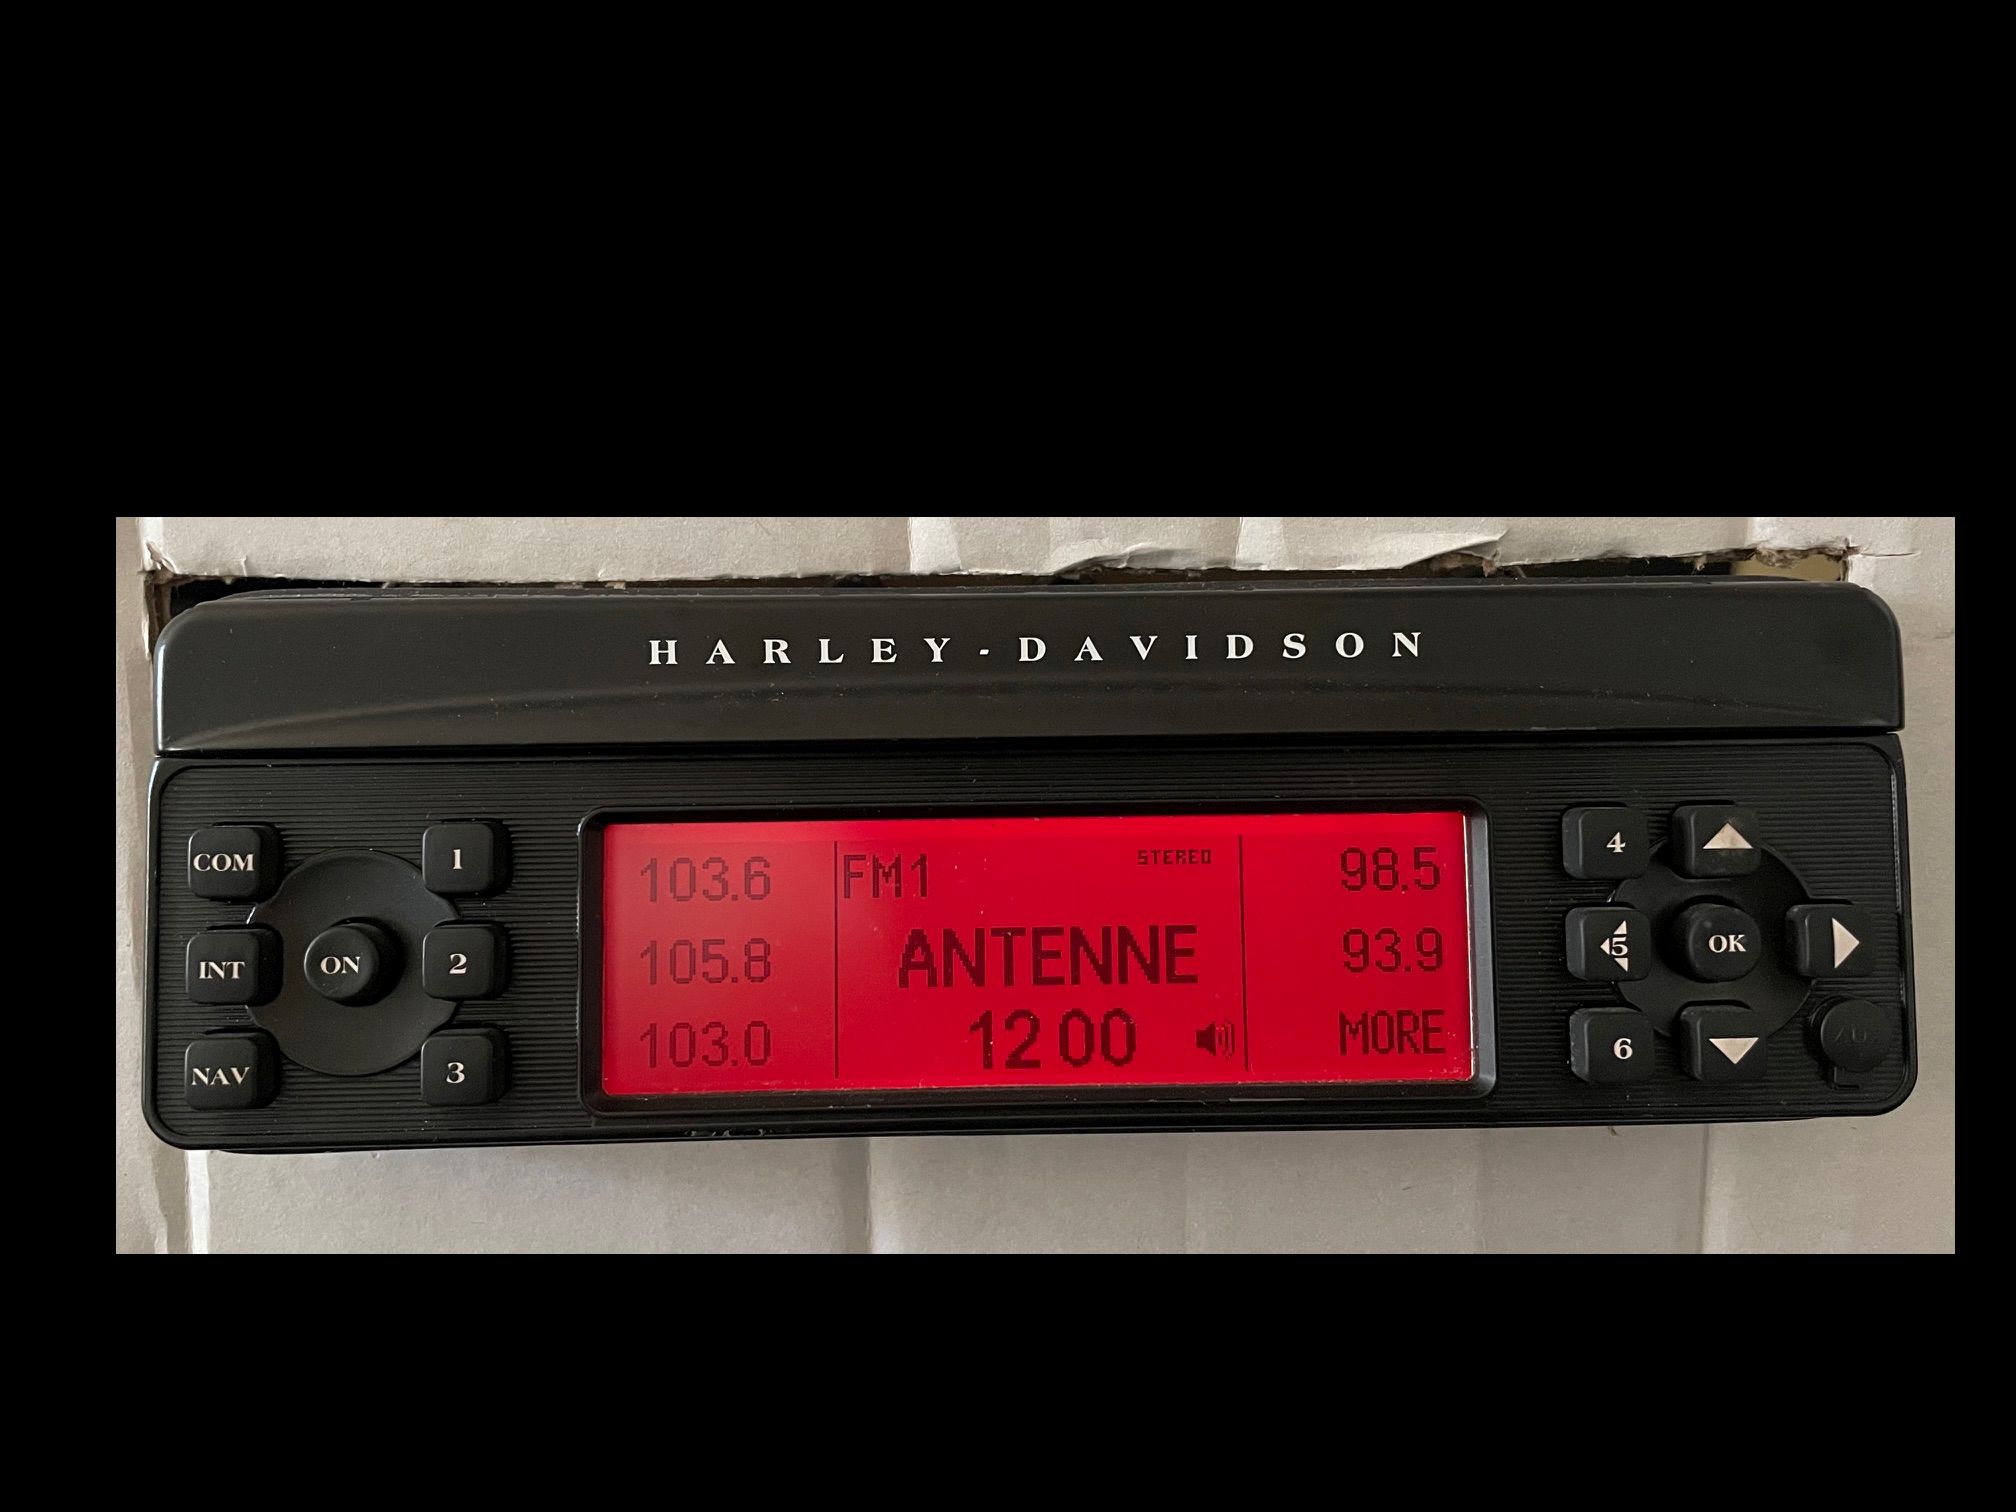 HARLEY-DAVIDSON
COM
INT
NAV
ON
1
2
3
103.6
105.8
103.0
FM1 STEREO
ANTENNE
12 00
98.5
93.9
MORE
4
5
6
OK
AUX